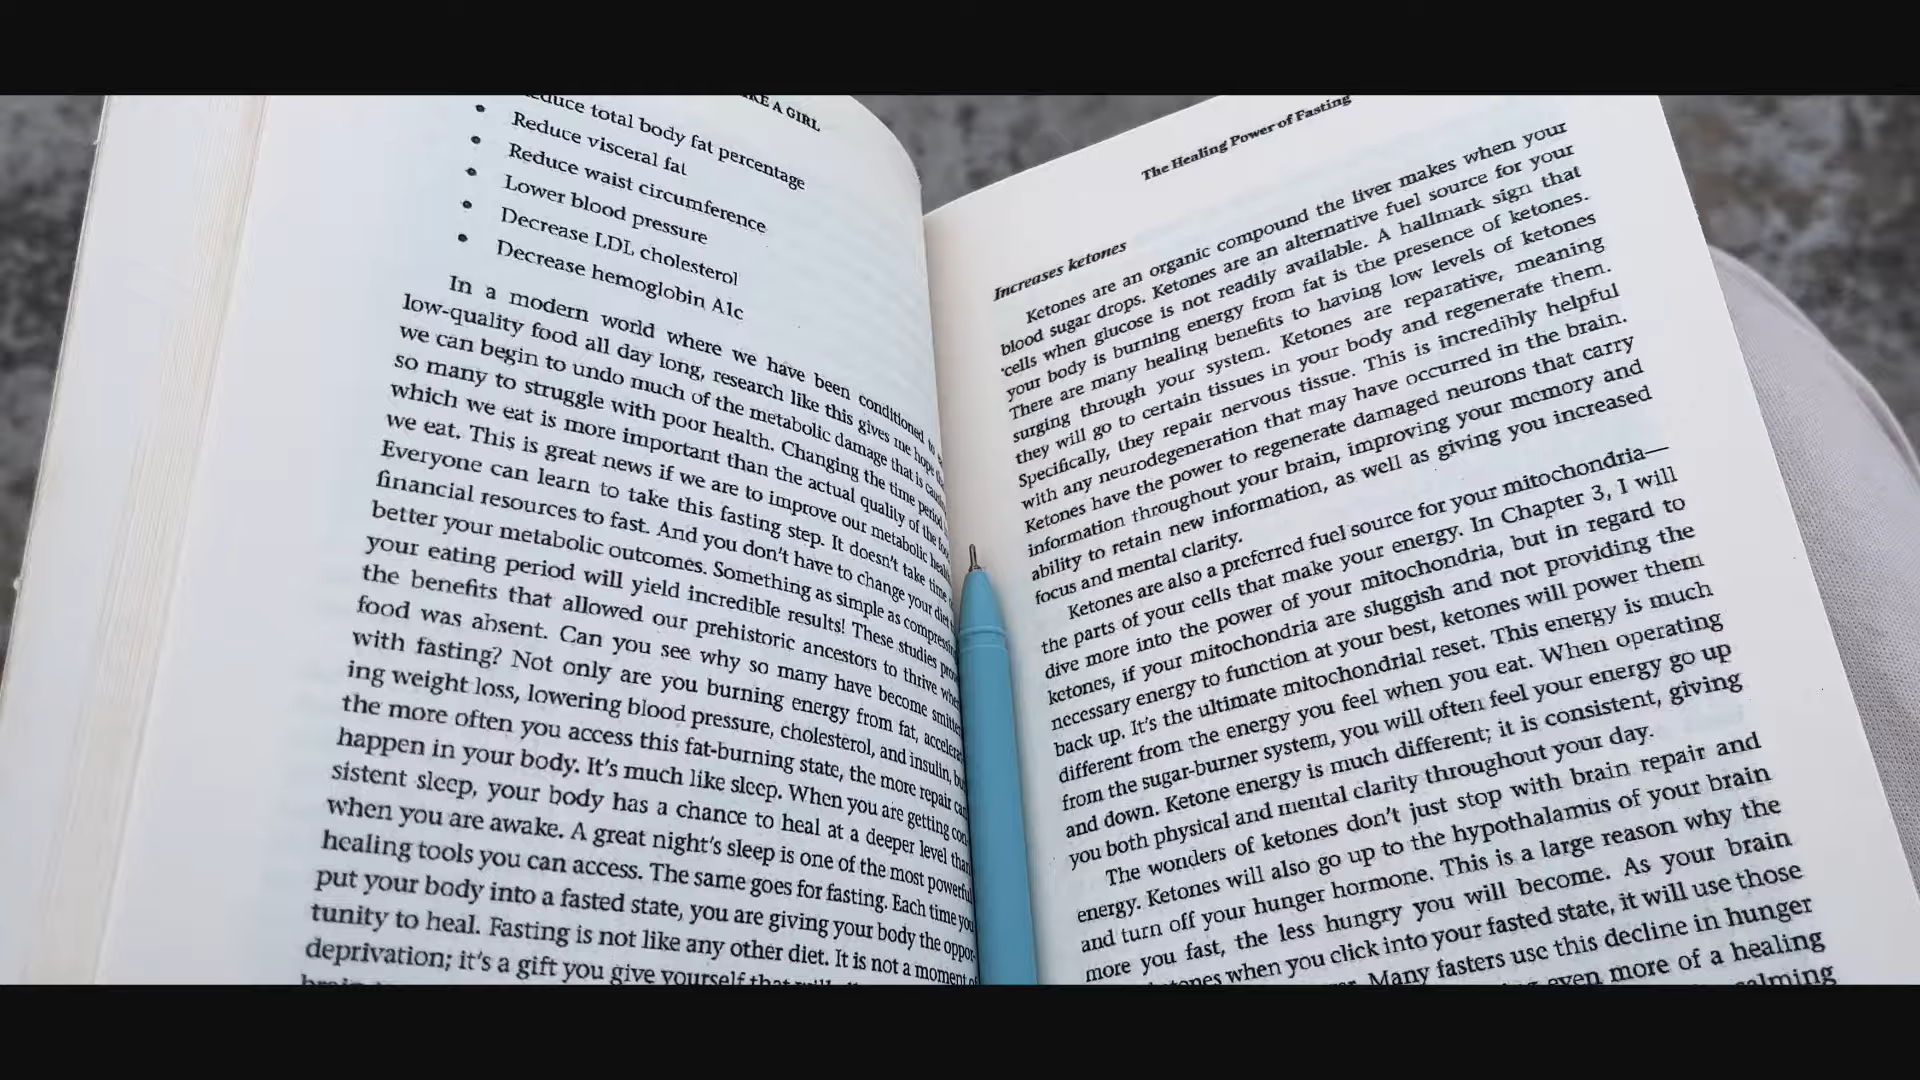 KE A GIRL
Reduce total body fat percentage
• Reduce visceral fat
• Reduce waist circumference
• Lower blood pressure
• Decrease LDL cholesterol
• Decrease hemoglobin A1c
In a modern world where we have been conditioned to
low-quality food all day long, research like this gives me hope
we can begin to undo much of the metabolic damage that is
so many to struggle with poor health. Changing the time period
which we eat is more important than the actual quality of the
we eat. This is great news if we are to improve our metabolic
Everyone can learn to take this fasting step. It doesn't take time
financial resources to fast. And you don't have to change your diet
better your metabolic outcomes. Something as simple as
your eating period will yield incredible results! These studies
the benefits that allowed our prehistoric ancestors to thrive
food was absent. Can you see why so many have become
with fasting? Not only are you burning energy from fat,
ing weight loss, lowering blood pressure, cholesterol, and insulin,
the more often you access this fat-burning state, the more repair can
happen in your body. It's much like sleep. When you are getting con-
sistent sleep, your body has a chance to heal at a deeper level than
when you are awake. A great night's sleep is one of the most powerful
healing tools you can access. The same goes for fasting. Each time you
put your body into a fasted state, you are giving your body the oppor-
tunity to heal. Fasting is not like any other diet. It is not a moment of
deprivation; it's a gift you give yourself that
The Healing Power of Fasting
Increases ketones
Ketones are an organic compound the liver makes when your
blood sugar drops. Ketones are an alternative fuel source for your
cells when glucose is not readily available. A hallmark sign that
your body is burning energy from fat is the presence of ketones.
There are many healing benefits to having low levels of ketones
surging through your system. Ketones are reparative, meaning
they will go to certain tissues in your body and regenerate them.
Specifically, they repair nervous tissue. This is incredibly helpful
with any neurodegeneration that may have occurred in the brain.
Ketones have the power to regenerate damaged neurons that carry
information throughout your brain, improving your memory and
ability to retain new information, as well as giving you increased
focus and mental clarity.
Ketones are also a preferred fuel source for your mitochondria—
the parts of your cells that make your energy. In Chapter 3, I will
dive more into the power of your mitochondria, but in regard to
ketones, if your mitochondria are sluggish and not providing the
necessary energy to function at your best, ketones will power them
back up. It's the ultimate mitochondrial reset. This energy is much
different from the energy you feel when you eat. When operating
from the sugar-burner system, you will often feel your energy go up
and down. Ketone energy is much different; it is consistent, giving
you both physical and mental clarity throughout your day.
The wonders of ketones don't just stop with brain repair and
energy. Ketones will also go up to the hypothalamus of your brain
and turn off your hunger hormone. This is a large reason why the
more you fast, the less hungry you will become. As your brain
when you click into your fasted state, it will use those
Many fasters use this decline in hunger
even more of a healing
calming